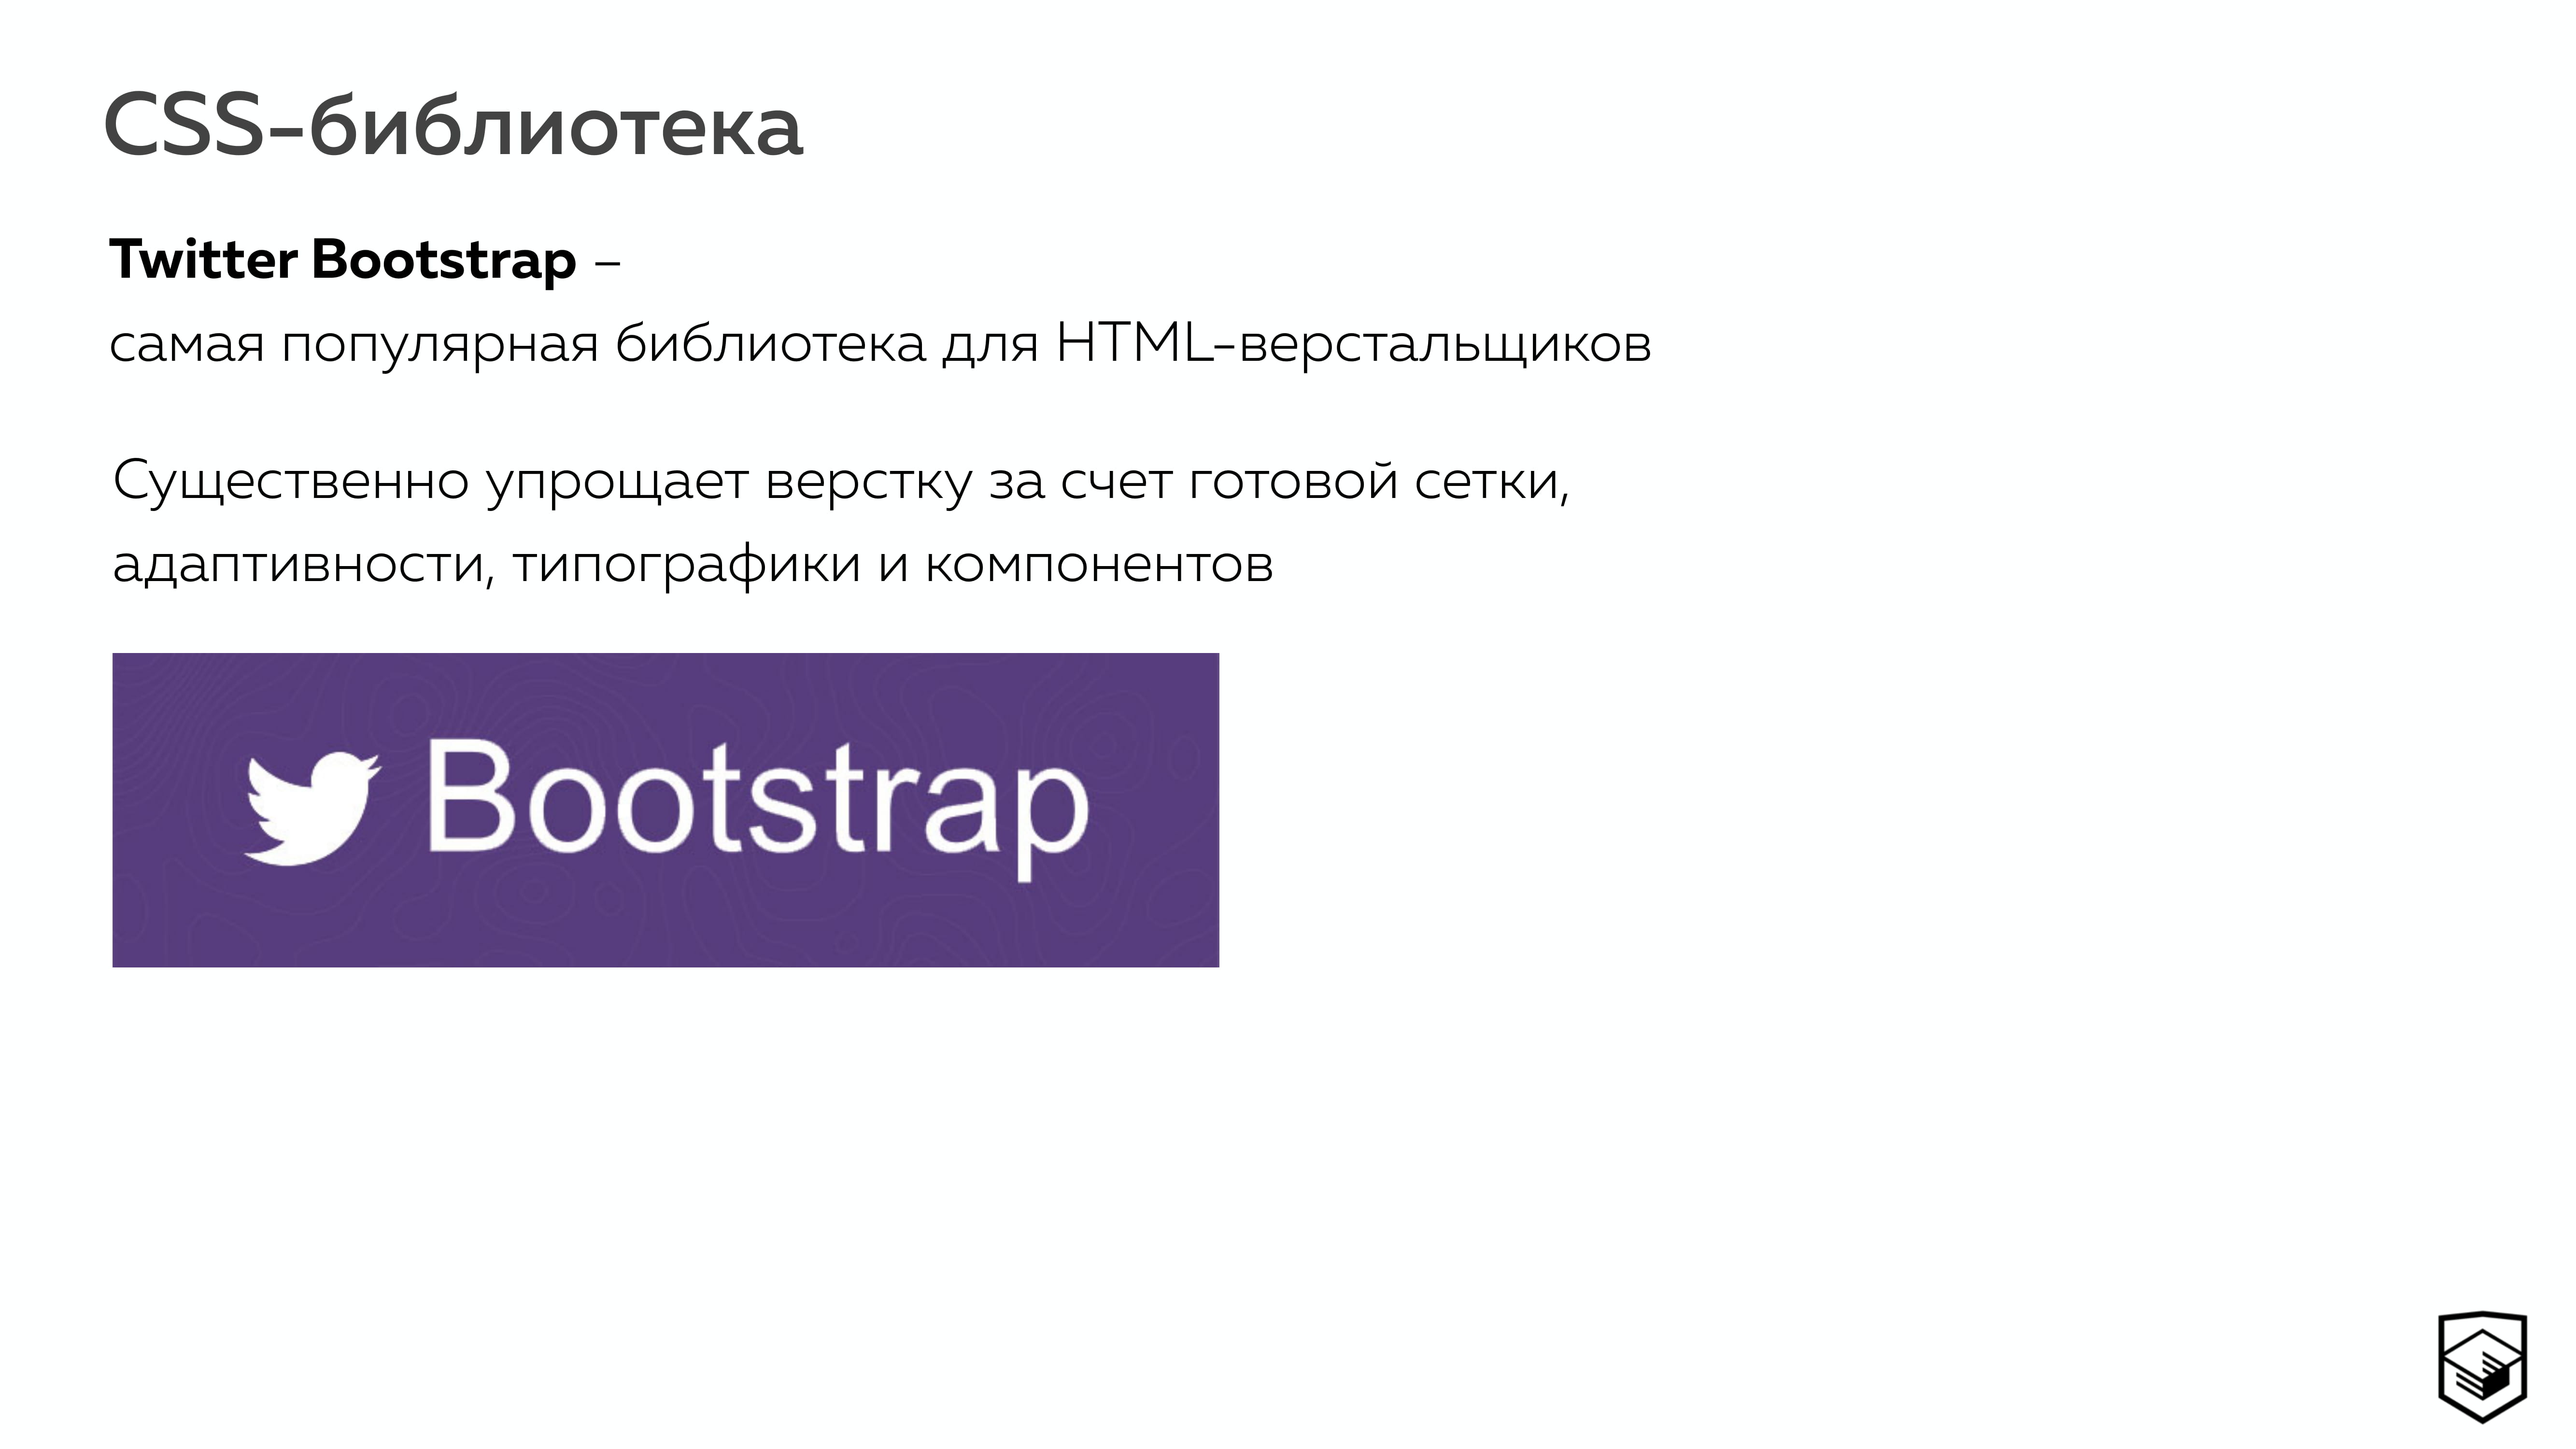 CSS-библиотека
Twitter Bootstrap –
самая популярная библиотека для HTML-верстальщиков
Существенно упрощает верстку за счет готовой сетки,
адаптивности, типографики и компонентов
Bootstrap